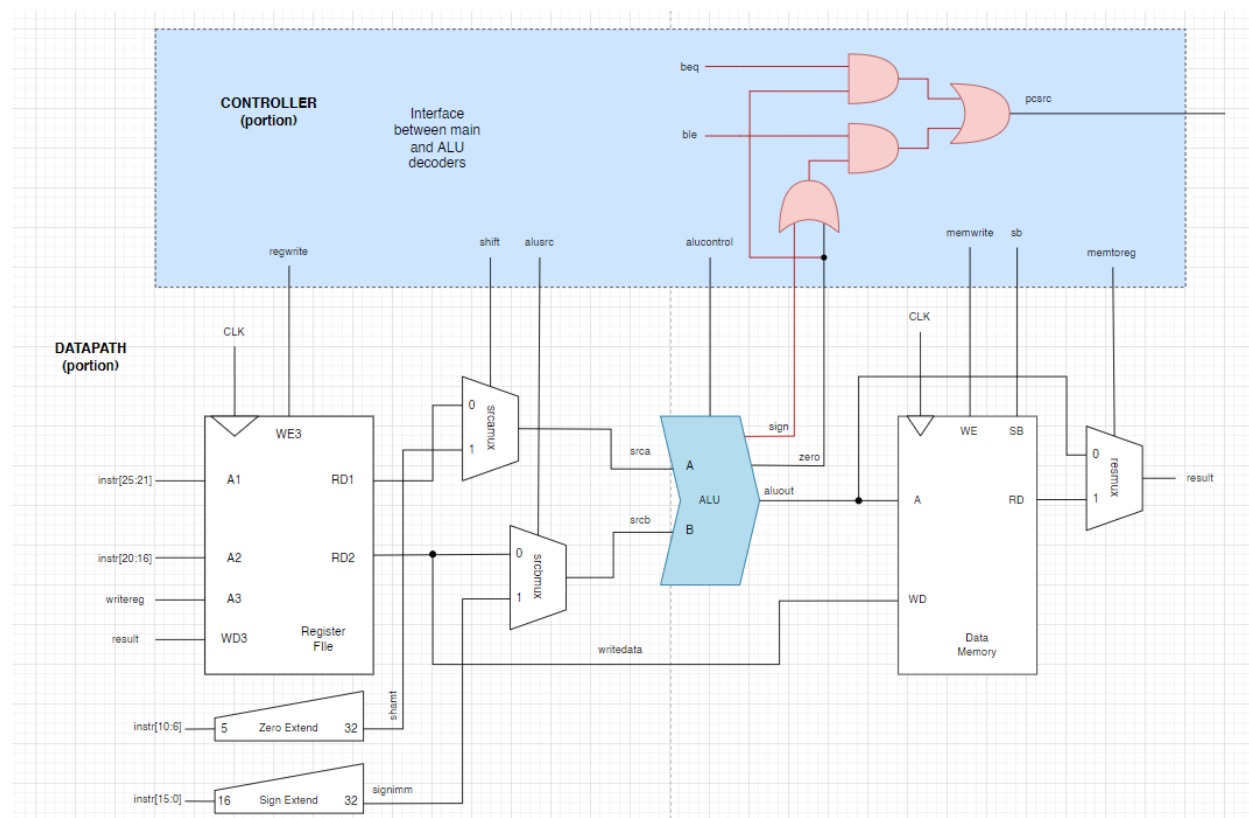 CONTROLLER
(portion)
Interface
between main
and ALU
decoders
beq
ble
pcsrc
regwrite
shift
alusrc
alucontrol
memwrite
sb
memtoreg
DATAPATH
(portion)
CLK
CLK
WE3
A1
RD1
A2
RD2
A3
WD3
Register
FIle
instr[25:21]
instr[20:16]
writereg
result
0
1
srcamux
0
1
srcbmux
srca
srcb
A
ALU
B
sign
zero
aluout
WE
SB
A
RD
WD
Data
Memory
0
1
resmux
result
writedata
shamt
instr[10:6]
5
Zero Extend
32
instr[15:0]
16
Sign Extend
32
signimm